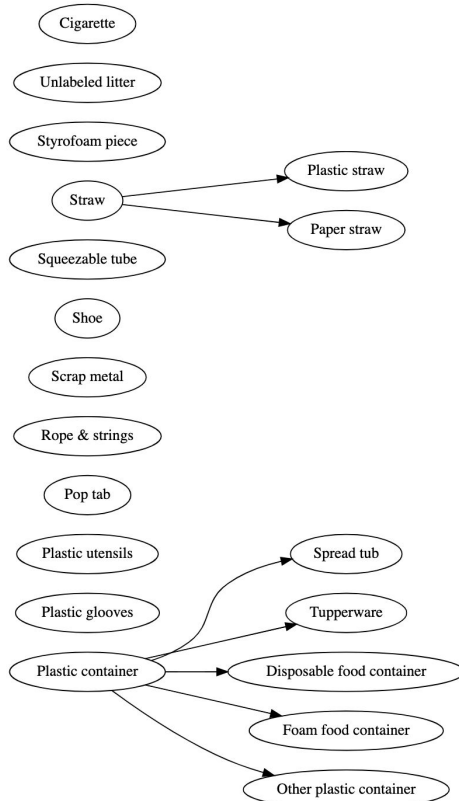 Cigarette
Unlabeled litter
Styrofoam piece
Plastic straw
Straw
Paper straw
Squeezable tube
Shoe
Scrap metal
Rope & strings
Pop tab
Plastic utensils
Spread tub
Plastic glooves
Tupperware
Plastic container
Disposable food container
Foam food container
Other plastic container